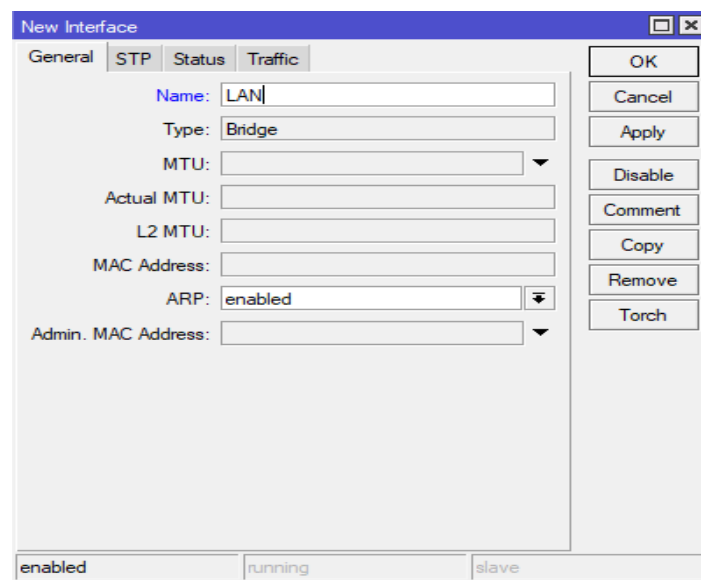 New Interface
General STP Status Traffic
OK
Name: LAN
Cancel
Type: Bridge
Apply
MTU:
Disable
Actual MTU:
Comment
L2 MTU:
Copy
MAC Address:
Remove
ARP: enabled
Torch
Admin. MAC Address:
enabled running slave